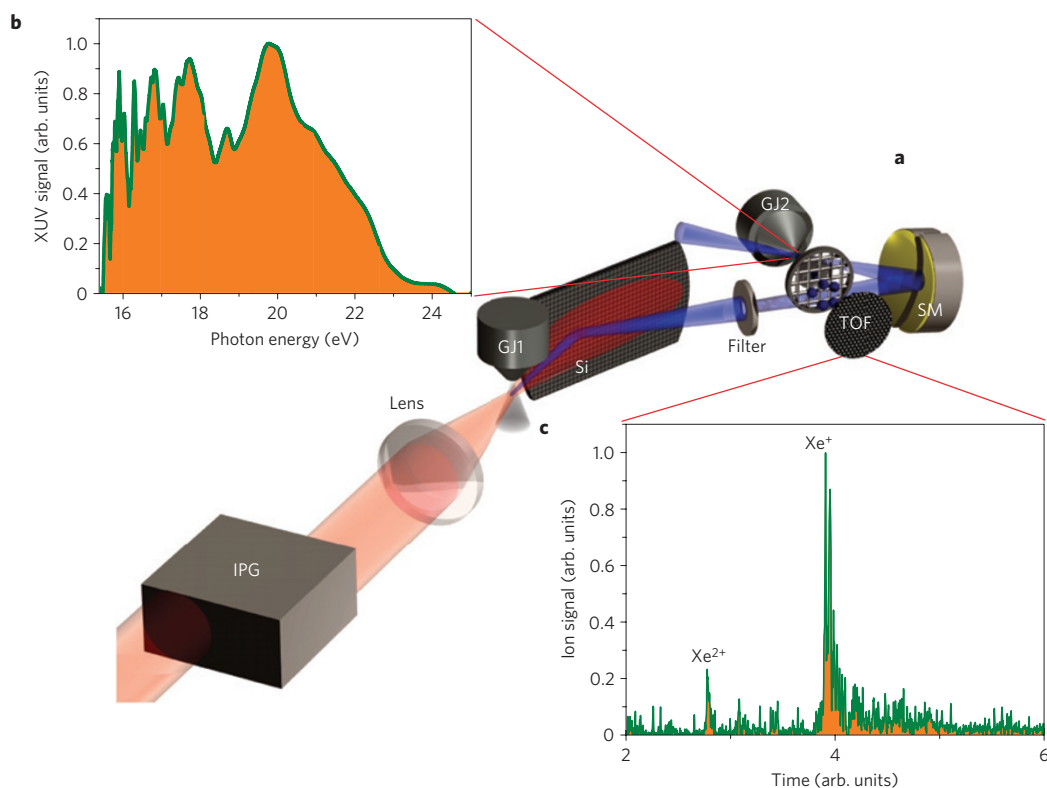 b
XUV signal (arb. units)
1.0
0.8
0.6
0.4
0.2
0
16
18
20
22
24
Photon energy (eV)
a
GJ2
SM
TOF
Filter
GJ1
Si
Lens
IPG
c
Ion signal (arb. units)
1.0
0.8
0.6
0.4
0.2
0
Xe⁺
Xe²⁺
2
4
6
Time (arb. units)